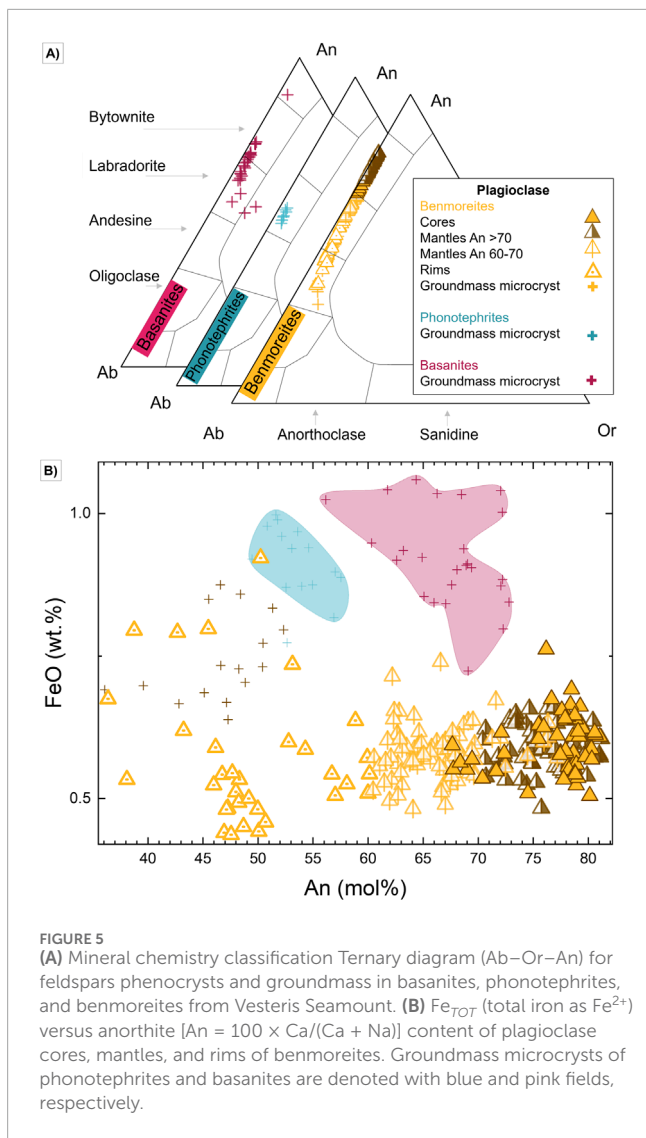 A)
An
An
An
Bytownite
Labradorite
Andesine
Oligoclase
Basanites
Phonotephrites
Benmoreites
Ab
Ab
Ab
Anorthoclase
Sanidine
Or
Plagioclase
Benmoreites
Cores
Mantles An >70
Mantles An 60-70
Rims
Groundmass microcryst
Phonotephrites
Groundmass microcryst
Basanites
Groundmass microcryst
B)
1.0
0.5
FeO (wt.%)
40 45 50 55 60 65 70 75 80
An (mol%)
FIGURE 5
(A) Mineral chemistry classification Ternary diagram (Ab–Or–An) for
feldspars phenocrysts and groundmass in basanites, phonotephrites,
and benmoreites from Vesteris Seamount. (B) Fe_TOT (total iron as Fe²⁺)
versus anorthite [An = 100 × Ca/(Ca + Na)] content of plagioclase
cores, mantles, and rims of benmoreites. Groundmass microcrysts of
phonotephrites and basanites are denoted with blue and pink fields,
respectively.